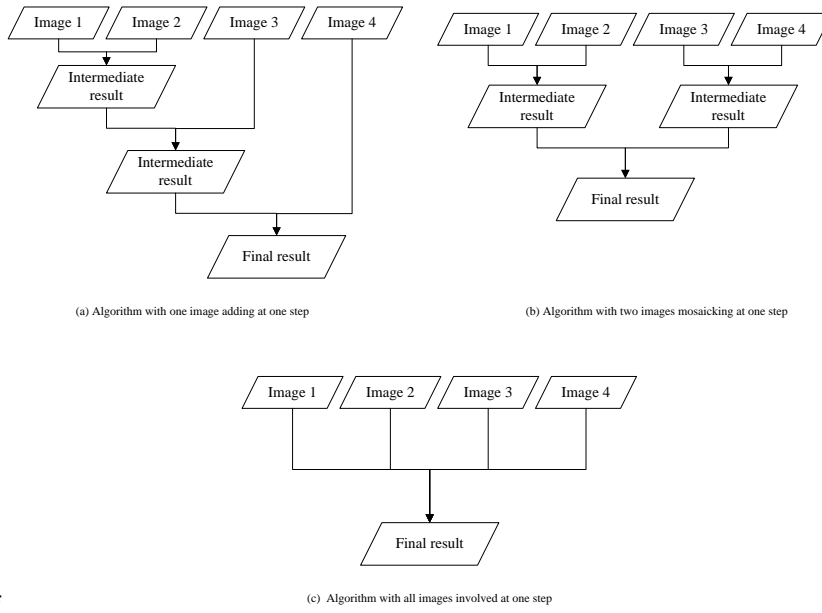 Image 1 Image 2 Image 3 Image 4
Intermediate
result
Intermediate
result
Final result
(a) Algorithm with one image adding at one step
Image 1 Image 2 Image 3 Image 4
Intermediate
result
Intermediate
result
Final result
(b) Algorithm with two images mosaicking at one step
Image 1 Image 2 Image 3 Image 4
Final result
(c) Algorithm with all images involved at one step